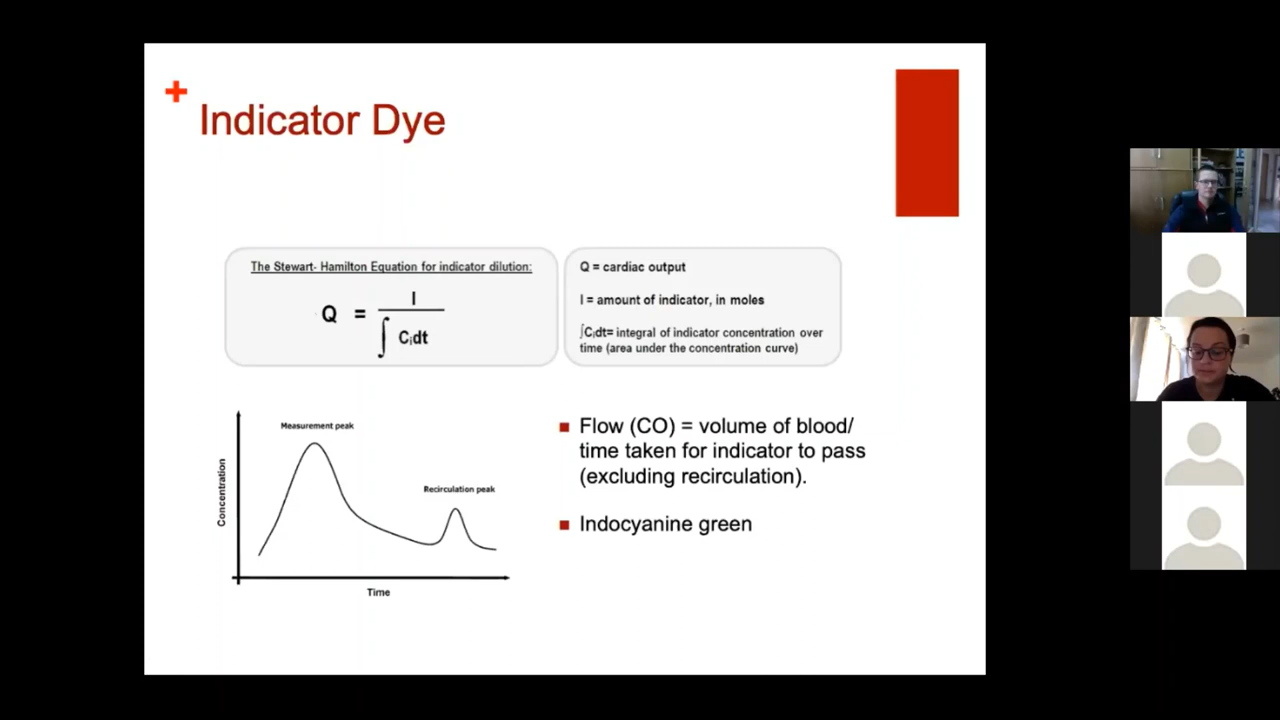 +
Indicator Dye
The Stewart- Hamilton Equation for indicator dilution:
Q = I
∫ Cᵢdt
Q = cardiac output
I = amount of indicator, in moles
∫Cᵢdt= integral of indicator concentration over
time (area under the concentration curve)
Measurement peak
Recirculation peak
Concentration
Time
Flow (CO) = volume of blood/
time taken for indicator to pass
(excluding recirculation).
Indocyanine green